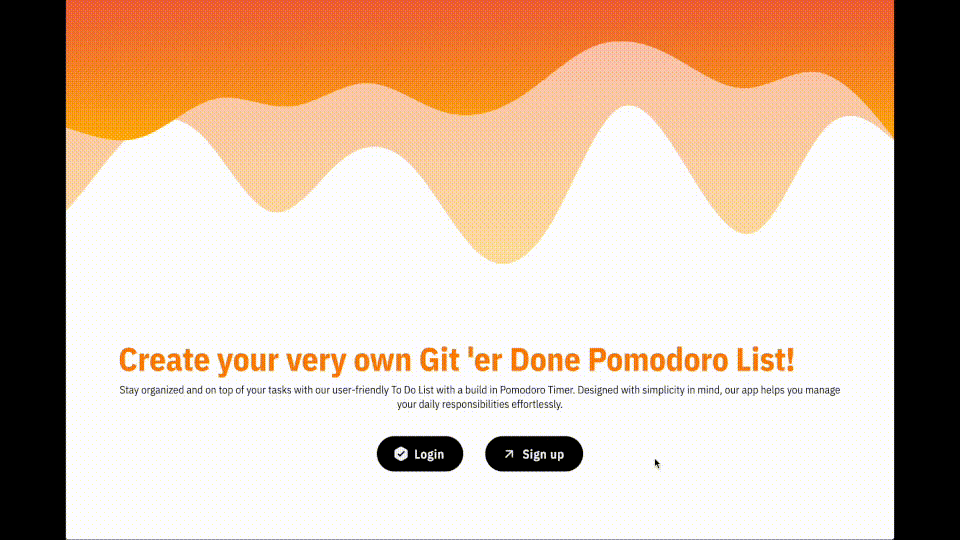 Create your very own Git 'er Done Pomodoro List!
Stay organized and on top of your tasks with our user-friendly To Do List with a build in Pomodoro Timer. Designed with simplicity in mind, our app helps you manage
your daily responsibilities effortlessly.
Login
Sign up